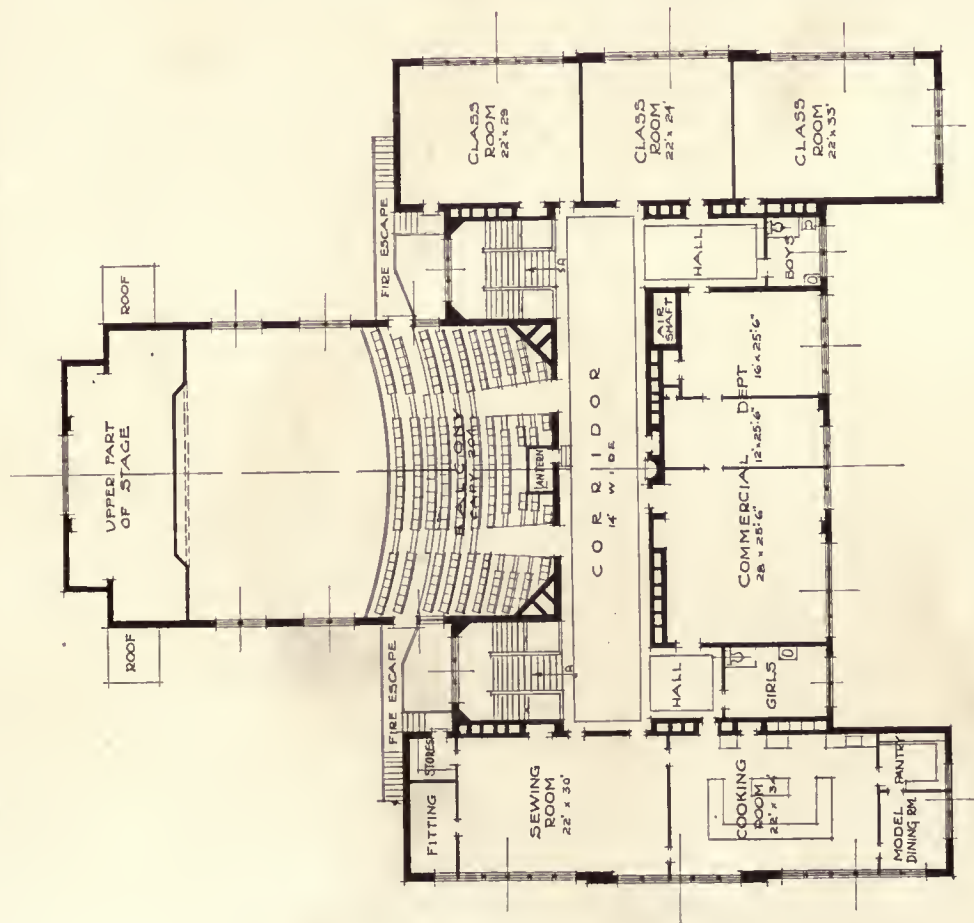 CLASS
ROOM
22' x 29
CLASS
ROOM
22' x 24'
CLASS
ROOM
22' x 33'
FIRE ESCAPE
ROOF
HALL
BOYS
AIR
SHAFT
UPPER PART
OF STAGE
BALCONY
LANTERN
CORRIDOR
14' WIDE
COMMERCIAL DEPT
28 x 25'-6"
12' x 25'-6"
16' x 25'-6"
ROOF
FIRE ESCAPE
HALL
GIRLS
STORES
FITTING
SEWING
ROOM
22' x 30'
COOKING
ROOM
22' x 34'
PANTRY
MODEL
DINING RM.